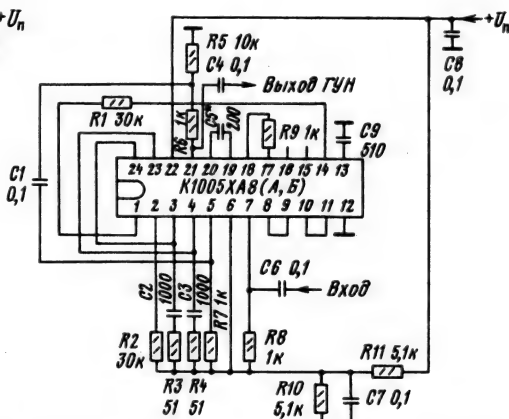 +Uп
+Uп
R5 10к
C4 0,1
C8
0,1
Выход ГУН
R1 30к
R6
1к
C5*
200
R9 1к
C9
510
C1
0,1
24 23 22 21 20 19 18 17 16 15 14 13
К1005ХА8(А,Б)
1 2 3 4 5 6 7 8 9 10 11 12
C2
1000
C3
1000
R7 1к
C6 0,1
Вход
R2
30к
R3
51
R4
51
R8
1к
R10
5,1к
C7 0,1
R11 5,1к